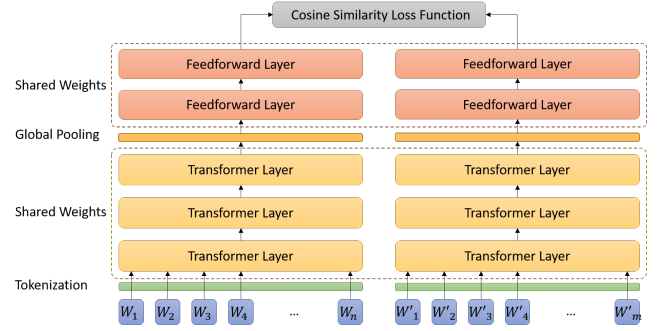 Cosine Similarity Loss Function
Feedforward Layer Feedforward Layer
Shared Weights
Feedforward Layer Feedforward Layer
Global Pooling
Transformer Layer Transformer Layer
Shared Weights
Transformer Layer Transformer Layer
Transformer Layer Transformer Layer
Tokenization
W₁ W₂ W₃ W₄ ... Wₙ W'₁ W'₂ W'₃ W'₄ ... W'ₘ